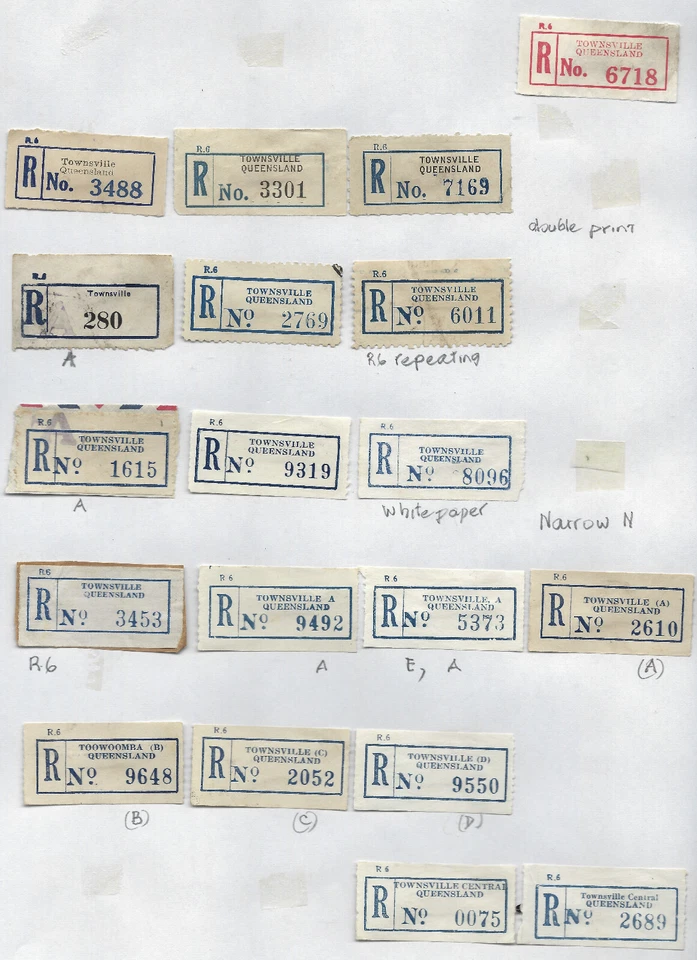 R.6
R
TOWNSVILLE
QUEENSLAND
No. 6718
R.6
R
Townsville
Queensland
No. 3488
R.6
R
TOWNSVILLE
QUEENSLAND
No. 3301
R.6
R
TOWNSVILLE
QUEENSLAND
No. 7169
double print
R.6
R
Townsville
280
A
R.6
R
TOWNSVILLE
QUEENSLAND
No. 2769
R.6
R
TOWNSVILLE
QUEENSLAND
No. 6011
R6 repeating
R.6
R
TOWNSVILLE
QUEENSLAND
No. 1615
A
R.6
R
TOWNSVILLE
QUEENSLAND
No. 9319
R.6
R
TOWNSVILLE
QUEENSLAND
No. 8096
White paper
Narrow N
R.6
R
TOWNSVILLE
QUEENSLAND
No. 3453
R.6
R 6
R
TOWNSVILLE A
QUEENSLAND
No. 9492
A
R 6
R
TOWNSVILLE, A
QUEENSLAND
No. 5373
E, A
R.6
R
TOWNSVILLE (A)
QUEENSLAND
No. 2610
(A)
R.6
R
TOOWOOMBA (B)
QUEENSLAND
No. 9648
(B)
R.6
R
TOWNSVILLE (C)
QUEENSLAND
No. 2052
(C)
R.6
R
TOWNSVILLE (D)
QUEENSLAND
No. 9550
(D)
R 6
R
TOWNSVILLE CENTRAL
QUEENSLAND
No. 0075
R.6
R
Townsville Central
QUEENSLAND
No. 2689